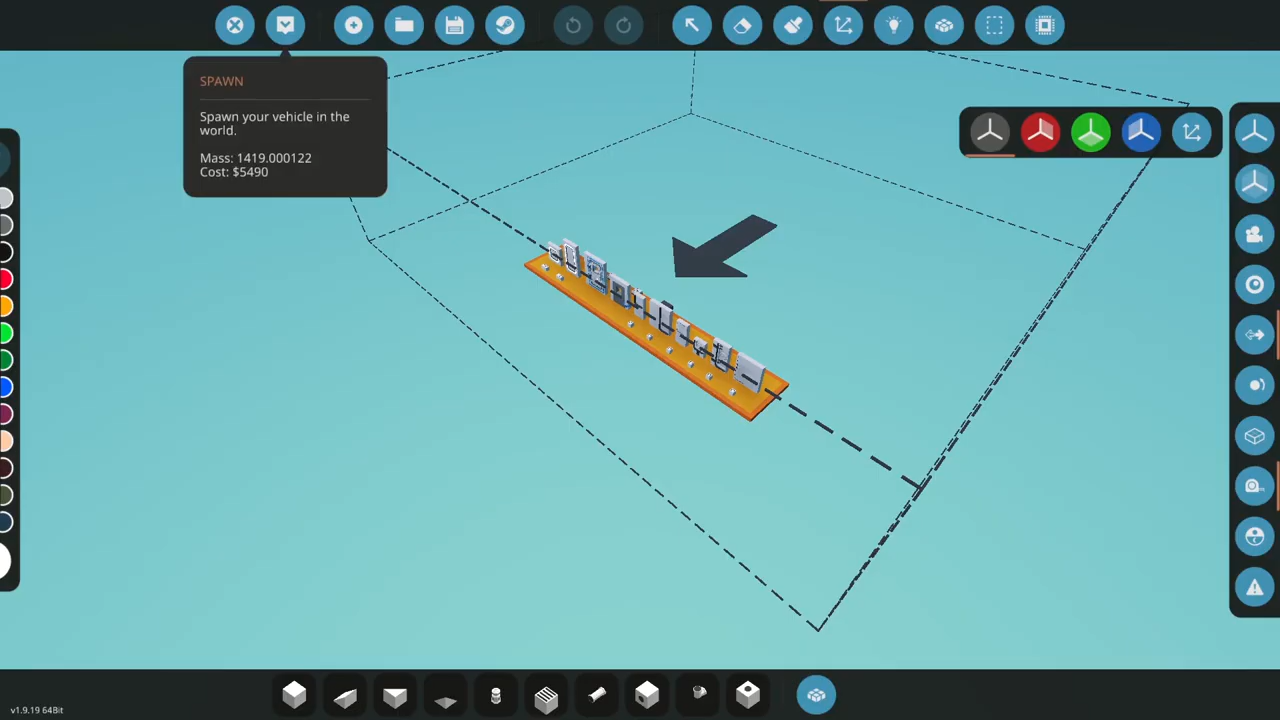 SPAWN
Spawn your vehicle in the
world.
Mass: 1419.000122
Cost: $5490
v1.9.19 64Bit